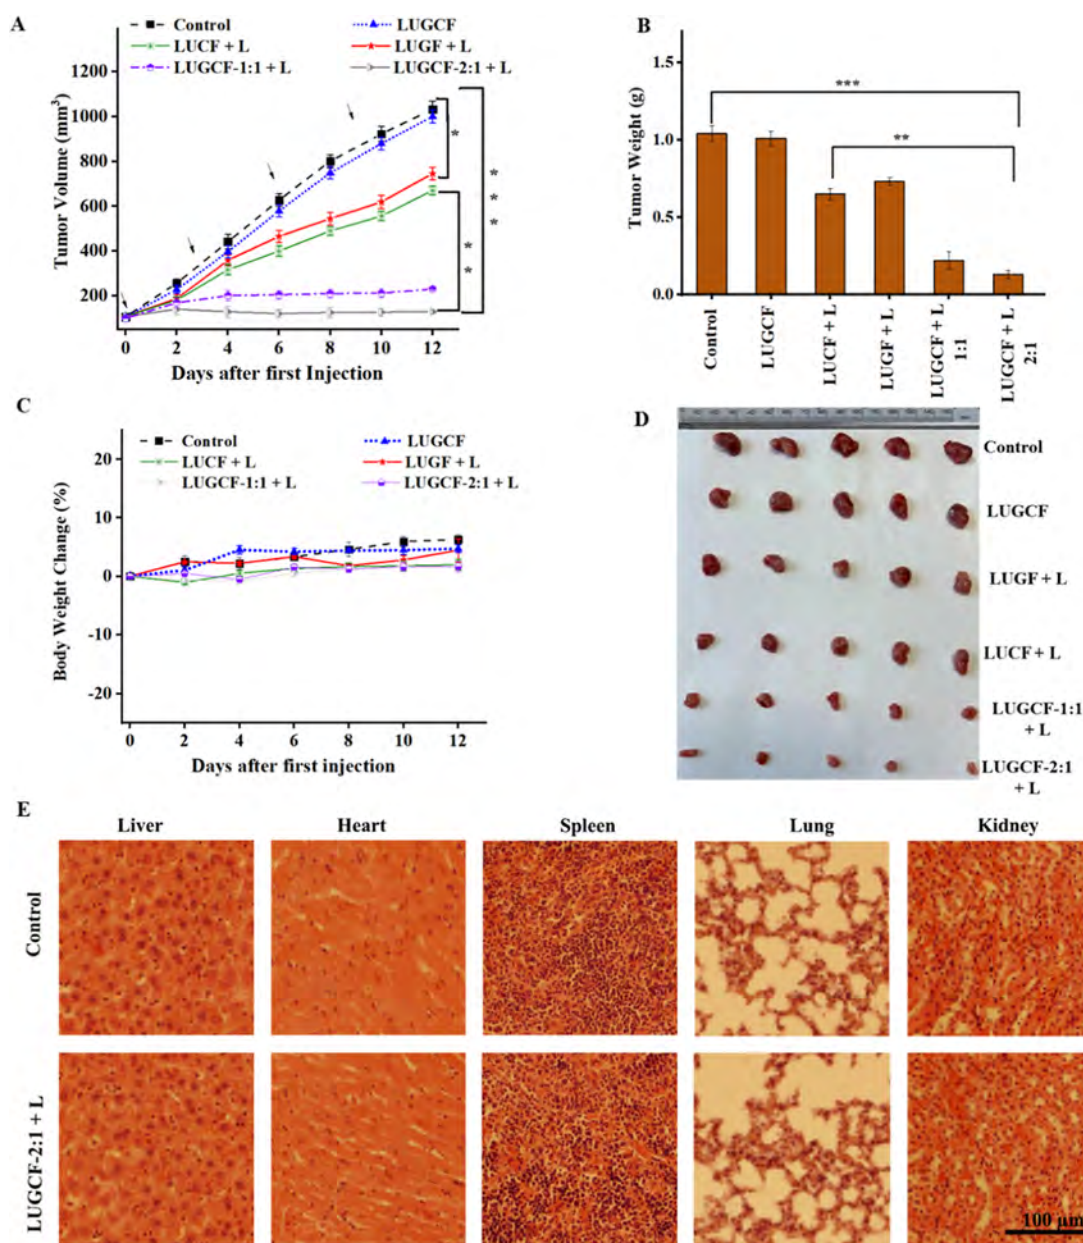 A
Control
LUGCF
LUCF + L
LUGF + L
LUGCF-1:1 + L
LUGCF-2:1 + L
Tumor Volume (mm³)
1200
1000
800
600
400
200
0 2 4 6 8 10 12
Days after first Injection
*
* *
* * *
B
Tumor Weight (g)
1.5
1.0
0.5
0.0
***
**
Control
LUGCF
LUCF + L
LUGF + L
LUGCF + L
1:1
LUGCF + L
2:1
C
Control
LUGCF
LUCF + L
LUGF + L
LUGCF-1:1 + L
LUGCF-2:1 + L
Body Weight Change (%)
20
10
0
-10
-20
0 2 4 6 8 10 12
Days after first injection
D
Control
LUGCF
LUGF + L
LUCF + L
LUGCF-1:1
+ L
LUGCF-2:1
+ L
E
Liver Heart Spleen Lung Kidney
Control
LUGCF-2:1 + L
100 µm